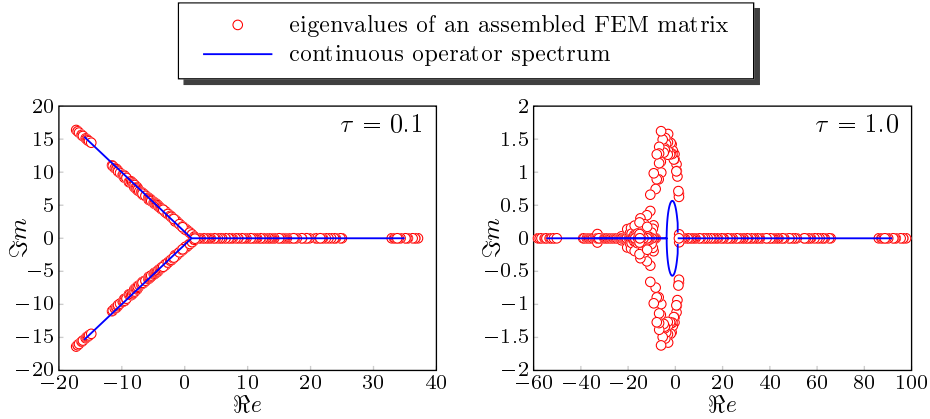 eigenvalues of an assembled FEM matrix
continuous operator spectrum
τ = 0.1
20
15
10
5
0
−5
−10
−15
−20
−20 −10 0 10 20 30 40
ℑm
ℜe
τ = 1.0
2
1.5
1
0.5
0
−0.5
−1
−1.5
−2
−60 −40 −20 0 20 40 60 80 100
ℑm
ℜe